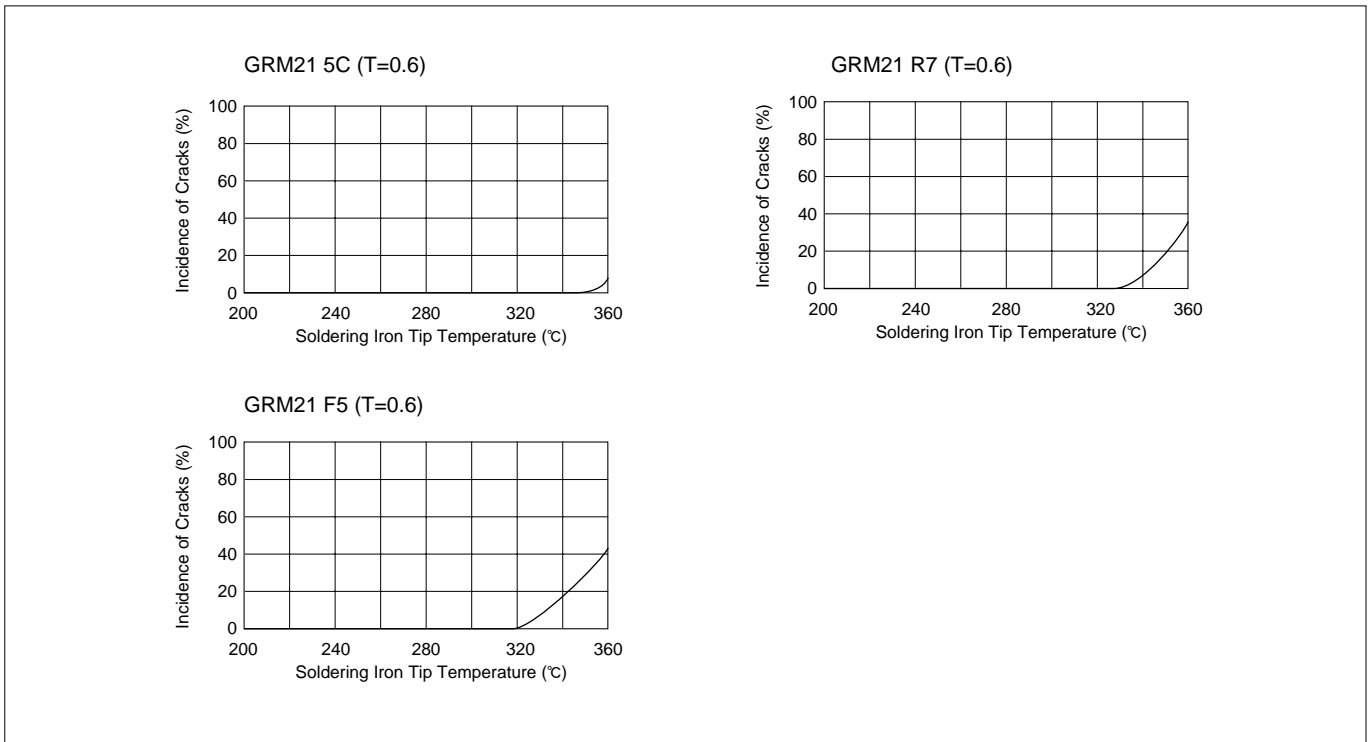 GRM21 5C (T=0.6)
Incidence of Cracks (%)
100
80
60
40
20
0
200 240 280 320 360
Soldering Iron Tip Temperature (℃)
GRM21 R7 (T=0.6)
Incidence of Cracks (%)
100
80
60
40
20
0
200 240 280 320 360
Soldering Iron Tip Temperature (℃)
GRM21 F5 (T=0.6)
Incidence of Cracks (%)
100
80
60
40
20
0
200 240 280 320 360
Soldering Iron Tip Temperature (℃)